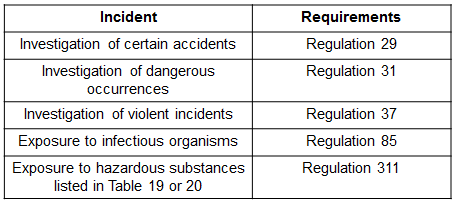 Incident Requirements
Investigation of certain accidents Regulation 29
Investigation of dangerous Regulation 31
occurrences
Investigation of violent incidents Regulation 37
Exposure to infectious organisms Regulation 85
Exposure to hazardous substances Regulation 311
listed in Table 19 or 20